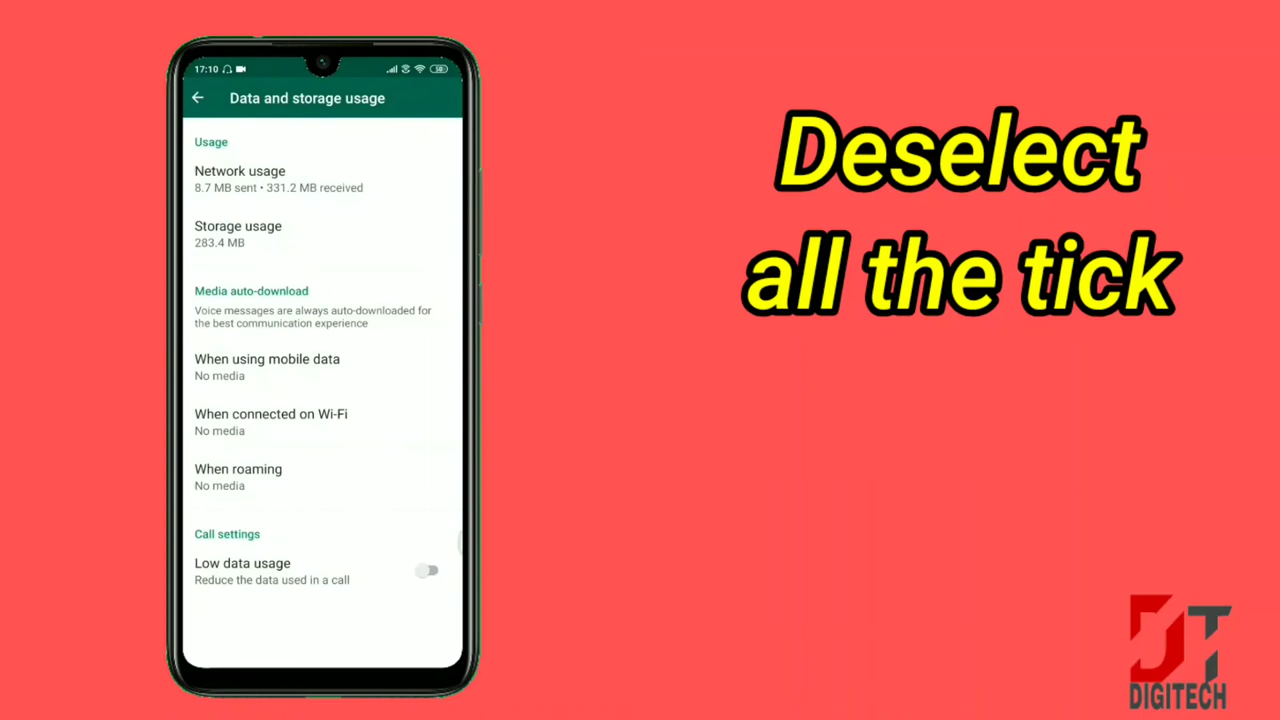 17:10
50
Data and storage usage
Usage
Network usage
8.7 MB sent • 331.2 MB received
Storage usage
283.4 MB
Media auto-download
Voice messages are always auto-downloaded for
the best communication experience
When using mobile data
No media
When connected on Wi-Fi
No media
When roaming
No media
Call settings
Low data usage
Reduce the data used in a call
Deselect
all the tick
DT
DIGITECH